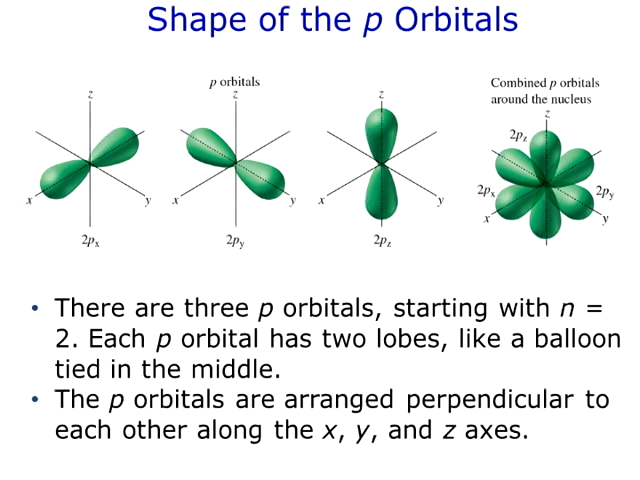 Shape of the p Orbitals
p orbitals
Combined p orbitals
around the nucleus
z
z
z
z
2pz
2px
2py
x
y
x
y
x
y
x
y
2px
2py
2pz
• There are three p orbitals, starting with n =
2. Each p orbital has two lobes, like a balloon
tied in the middle.
• The p orbitals are arranged perpendicular to
each other along the x, y, and z axes.